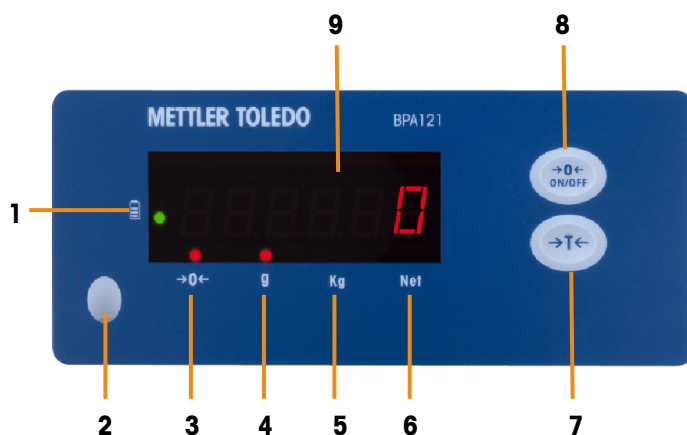 9 8
METTLER TOLEDO BPA121
→0←
ON/OFF
1 0
→T←
→0← g Kg Net
2 3 4 5 6 7